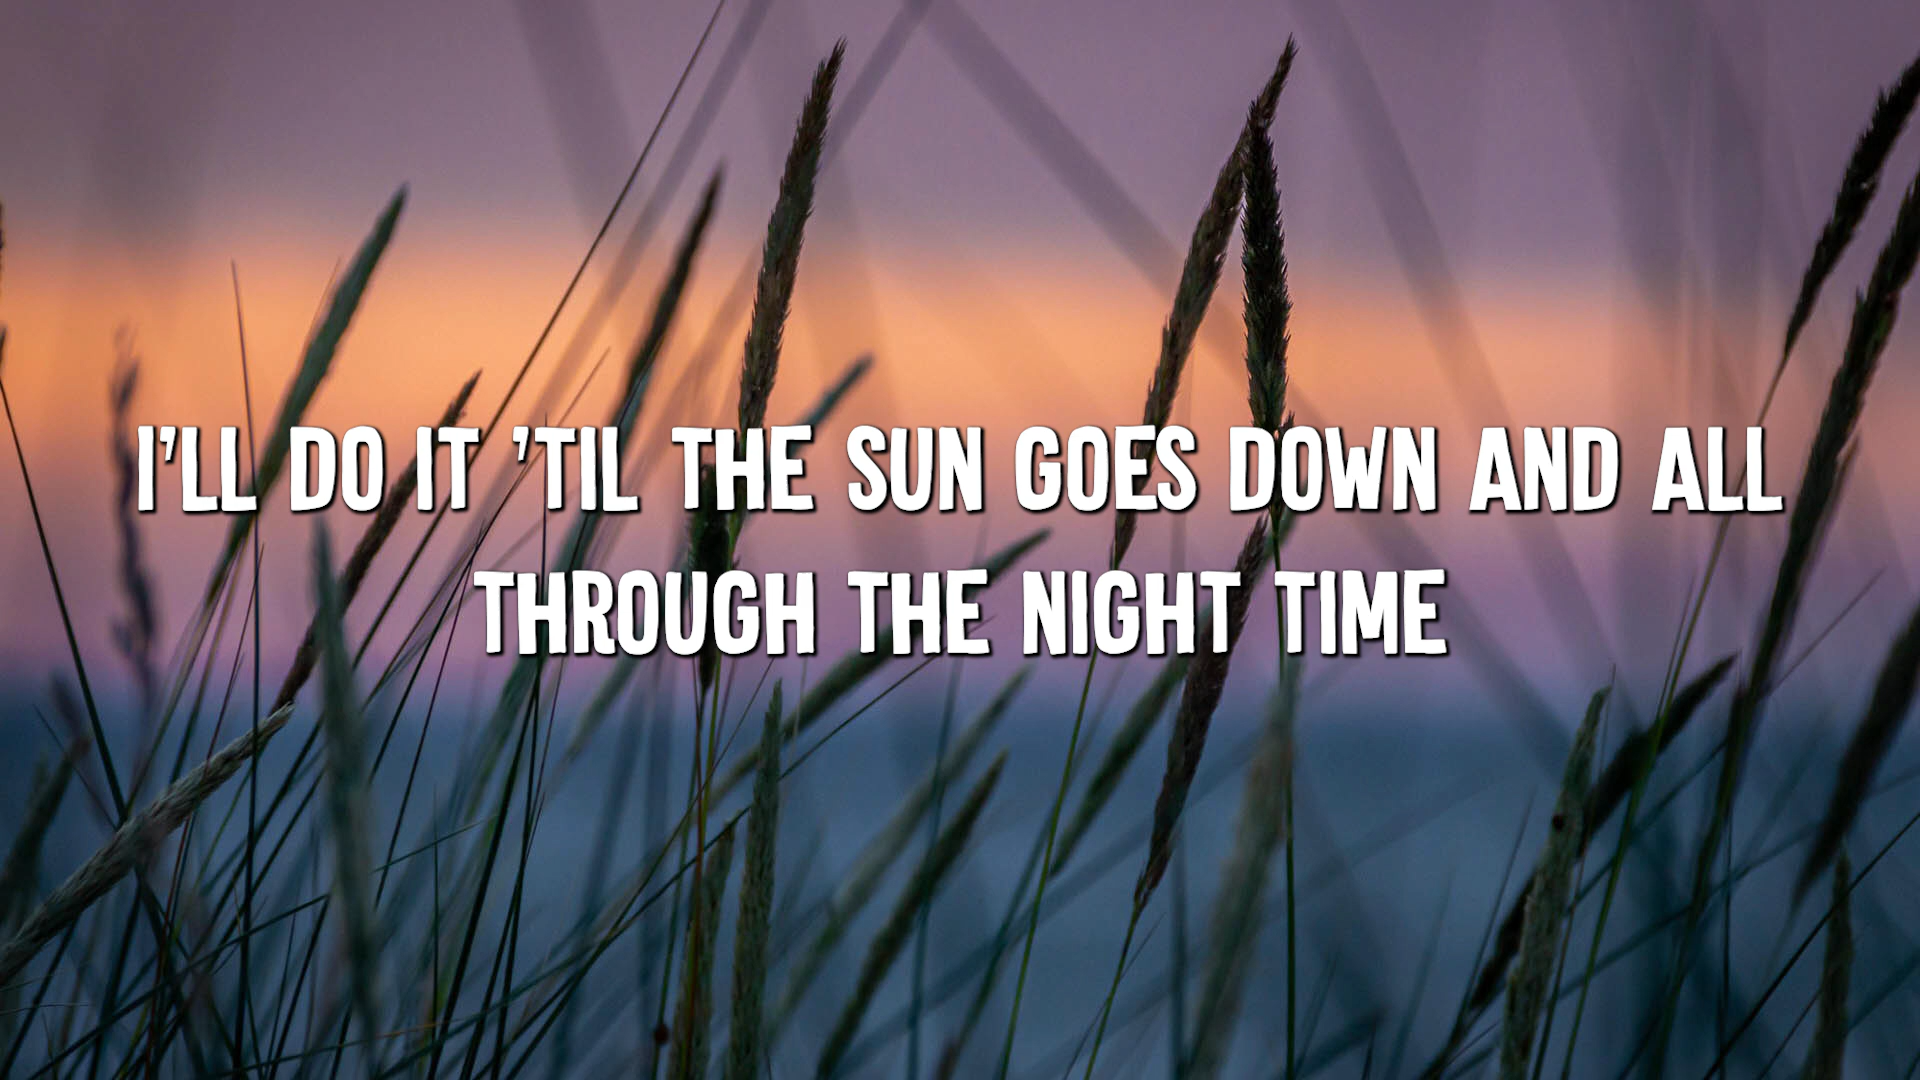 I'LL DO IT 'TIL THE SUN GOES DOWN AND ALL
THROUGH THE NIGHT TIME